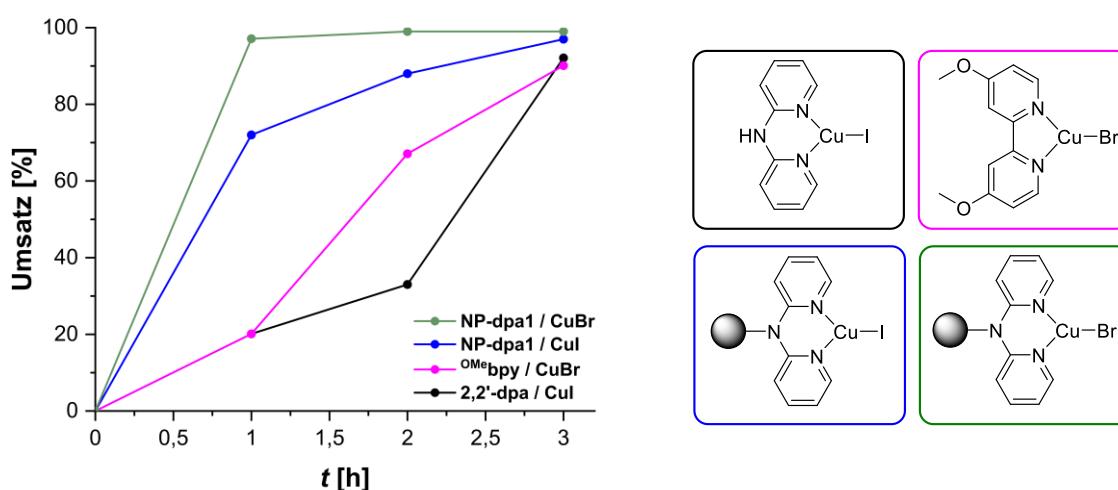 100
80
60
40
20
0
Umsatz [%]
0
0,5
1
1,5
2
2,5
3
t [h]
NP-dpa1 / CuBr
NP-dpa1 / CuI
OMebpy / CuBr
2,2'-dpa / CuI
N
HN
Cu
I
N
O
N
Cu
Br
N
O
N
N
Cu
I
N
N
N
Cu
Br
N